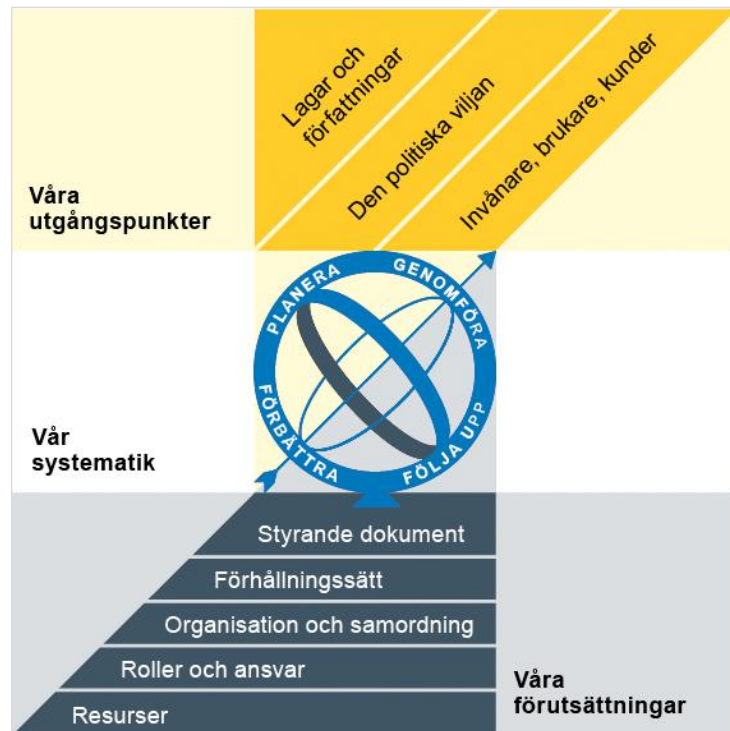 Lagar och
författningar
Den politiska viljan
Invånare, brukare, kunder
Våra
utgångspunkter
PLANERA
GENOMFÖRA
FÖRBÄTTRA
FÖLJA UPP
Vår
systematik
Styrande dokument
Förhållningssätt
Organisation och samordning
Roller och ansvar
Resurser
Våra
förutsättningar